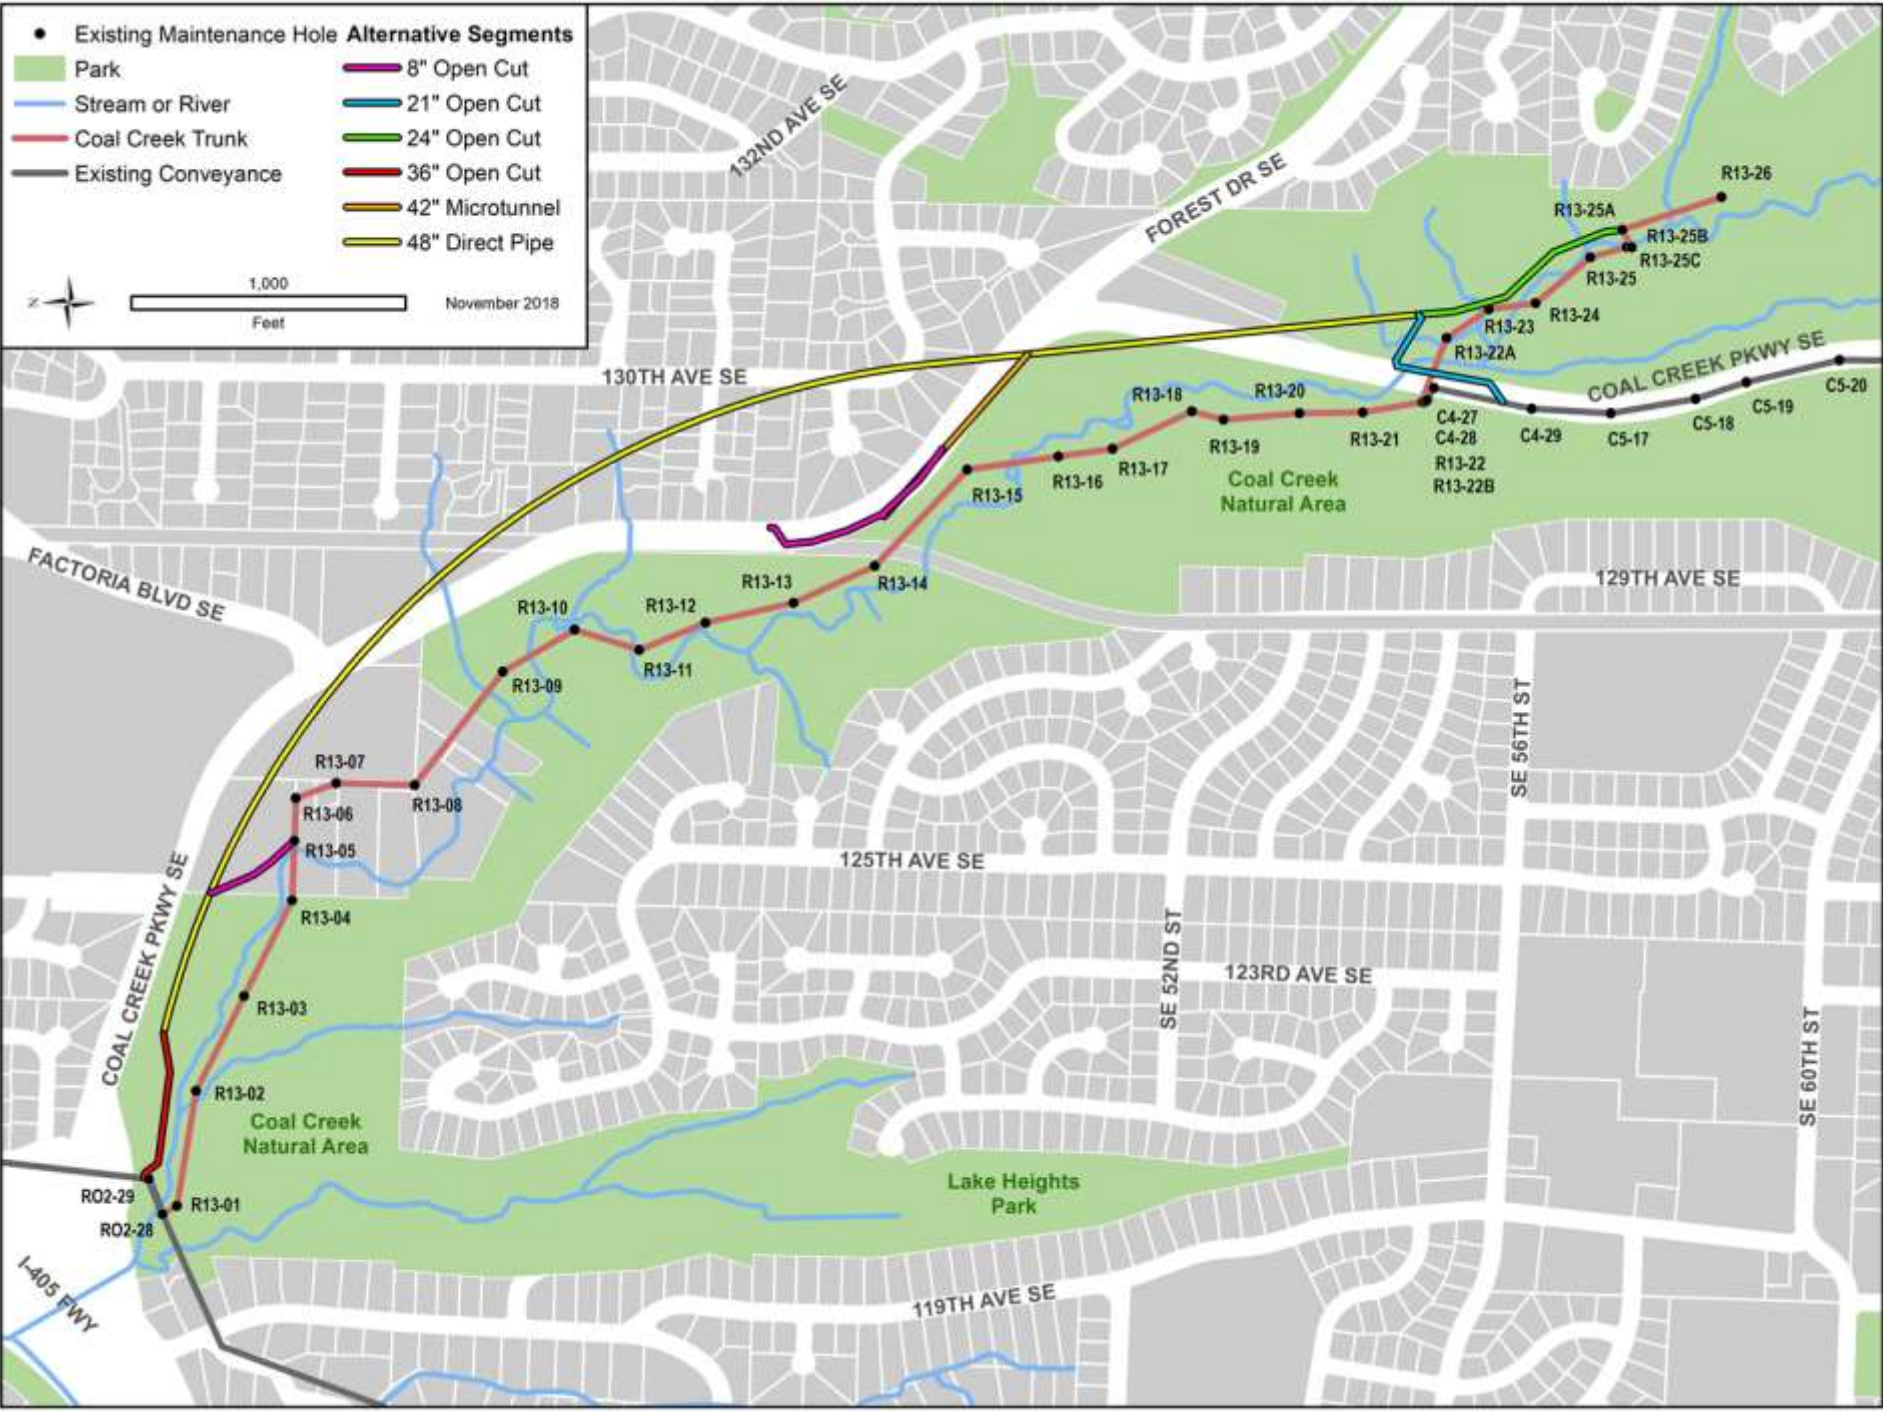 Existing Maintenance Hole
Park
Stream or River
Coal Creek Trunk
Existing Conveyance
Alternative Segments
8" Open Cut
21" Open Cut
24" Open Cut
36" Open Cut
42" Microtunnel
48" Direct Pipe
N
1,000
Feet
November 2018
132ND AVE SE
FOREST DR SE
R13-26
R13-25A
R13-25B
R13-25C
R13-25
R13-24
R13-23
R13-22A
COAL CREEK PKWY SE
C5-20
C5-19
C5-18
C5-17
C4-29
C4-27
C4-28
R13-22
R13-22B
130TH AVE SE
R13-18
R13-20
R13-19
R13-21
R13-17
R13-16
R13-15
Coal Creek
Natural Area
FACTORIA BLVD SE
R13-13
R13-14
R13-12
R13-10
R13-11
R13-09
129TH AVE SE
SE 56TH ST
R13-07
R13-06
R13-08
R13-05
R13-04
125TH AVE SE
COAL CREEK PKWY SE
SE 52ND ST
123RD AVE SE
R13-03
R13-02
Coal Creek
Natural Area
SE 60TH ST
Lake Heights
Park
RO2-29
R13-01
RO2-28
I-405 FWY
119TH AVE SE